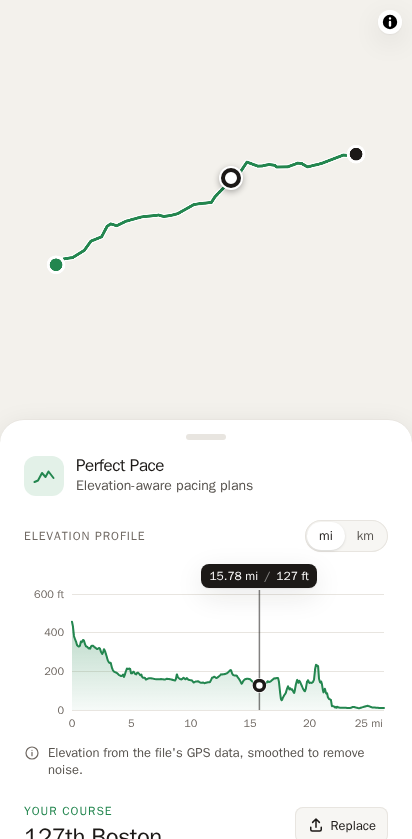 Perfect Pace
Elevation-aware pacing plans
ELEVATION PROFILE
mi
km
15.78 mi / 127 ft
600 ft
400
200
0
0
5
10
15
20
25 mi
Elevation from the file's GPS data, smoothed to remove
noise.
YOUR COURSE
127th Boston
Replace